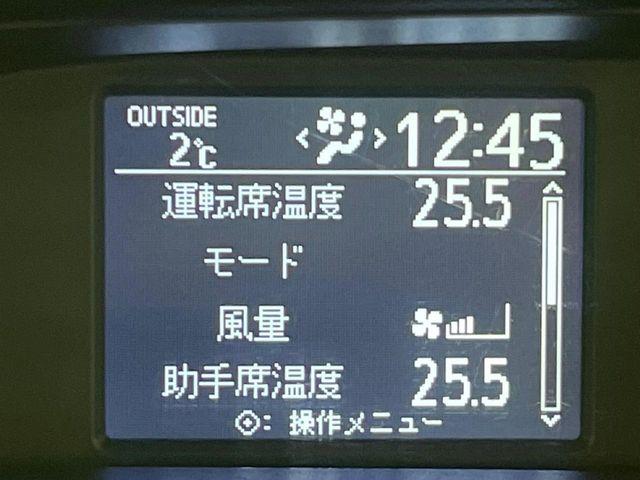 OUTSIDE
2℃
12:45
運転席温度 25.5
モード
風量
助手席温度 25.5
: 操作メニュー